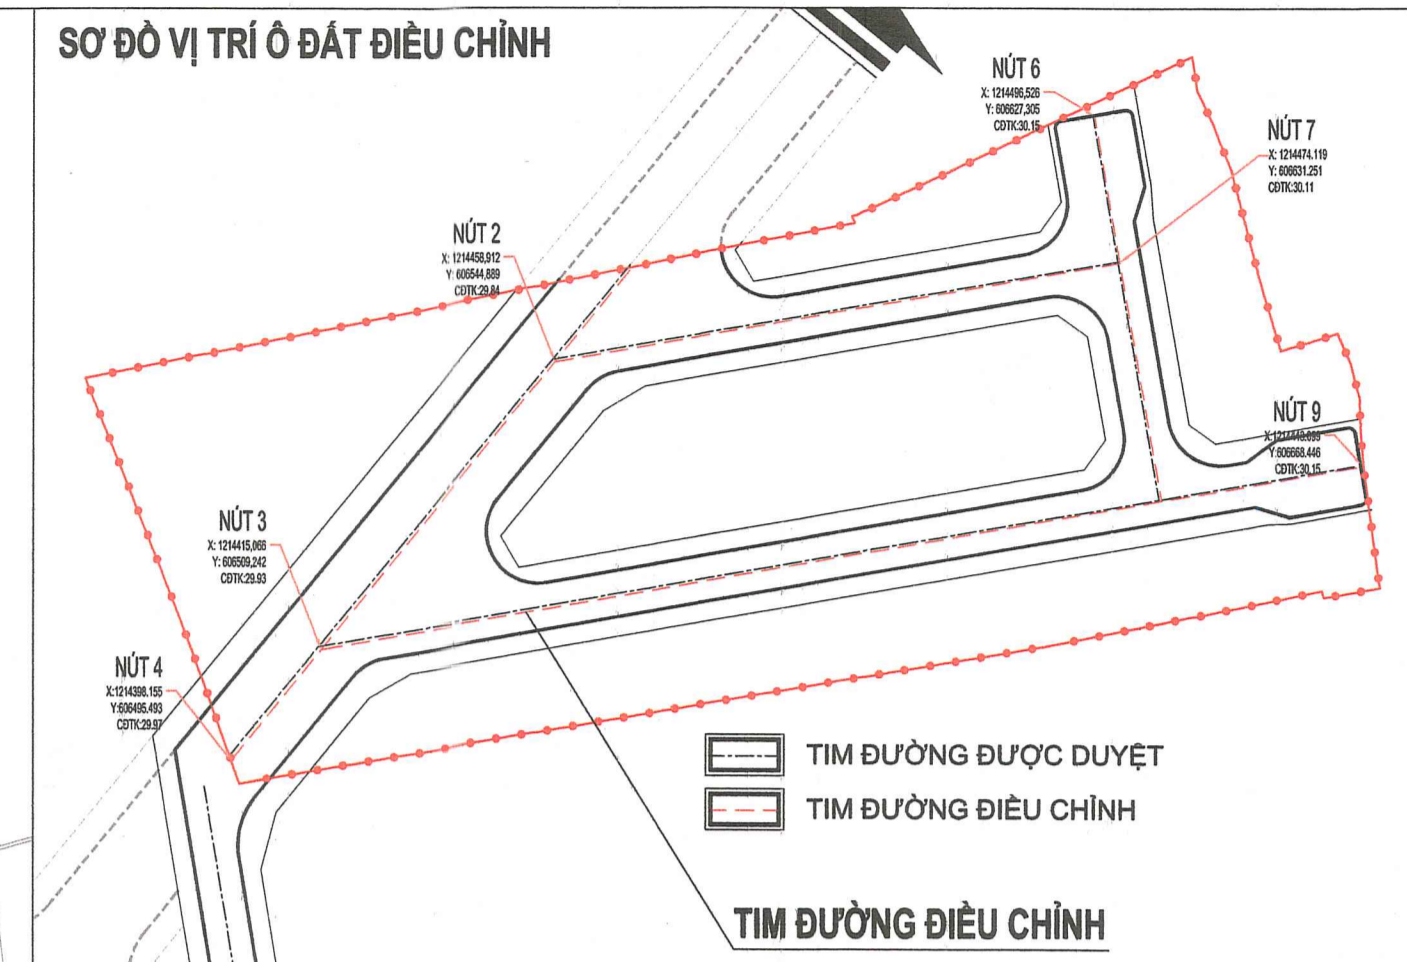 SƠ ĐỒ VỊ TRÍ Ô ĐẤT ĐIỀU CHỈNH
NÚT 6
X: 1214496,526
Y: 606627,305
CĐTK:30.15
NÚT 7
X: 1214474.119
Y: 606631.251
CĐTK:30.11
NÚT 2
X: 1214458,912
Y: 606544,889
CĐTK:29.84
NÚT 9
Y:606668.446
CĐTK:30.15
NÚT 3
X: 1214415,066
Y: 606509,242
CĐTK:29.93
NÚT 4
X:1214398.155
Y:606495.493
CĐTK:29.97
TIM ĐƯỜNG ĐƯỢC DUYỆT
TIM ĐƯỜNG ĐIỀU CHỈNH
TIM ĐƯỜNG ĐIỀU CHỈNH